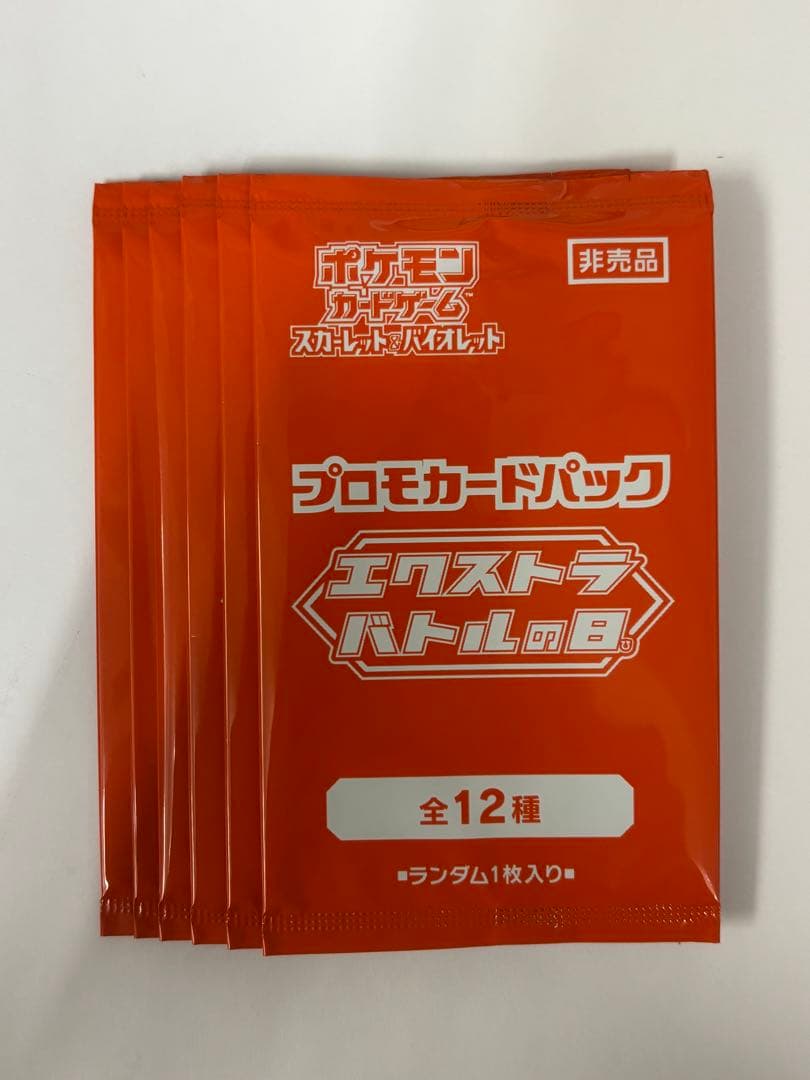 ポケモン
カードゲーム™
スカーレット&バイオレット
非売品
プロモカードパック
エクストラ
バトルの日
全12種
■ランダム1枚入り■